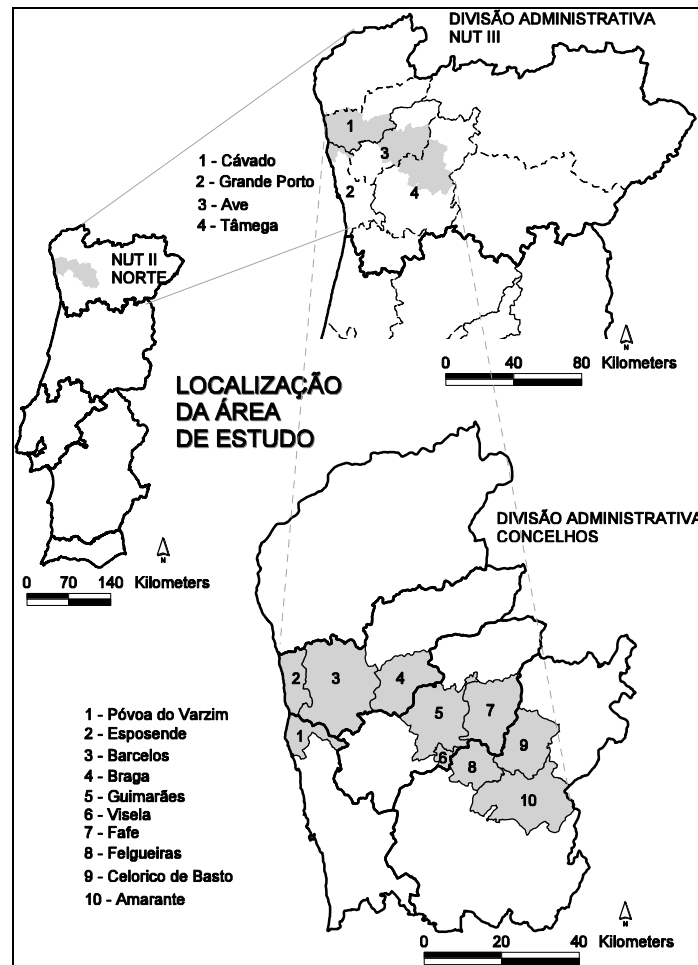 DIVISÃO ADMINISTRATIVA
NUT III
1
3
2
4
1 - Cávado
2 - Grande Porto
3 - Ave
4 - Tâmega
N
0 40 80 Kilometers
NUT II
NORTE
LOCALIZAÇÃO
DA ÁREA
DE ESTUDO
N
0 70 140 Kilometers
DIVISÃO ADMINISTRATIVA
CONCELHOS
2
3
4
5
7
1
6
8
9
10
1 - Póvoa do Varzim
2 - Esposende
3 - Barcelos
4 - Braga
5 - Guimarães
6 - Visela
7 - Fafe
8 - Felgueiras
9 - Celorico de Basto
10 - Amarante
N
0 20 40 Kilometers